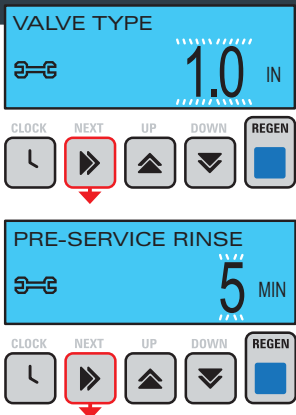 VALVE TYPE
1.0 IN
CLOCK NEXT UP DOWN REGEN
PRE-SERVICE RINSE
5 MIN
CLOCK NEXT UP DOWN REGEN